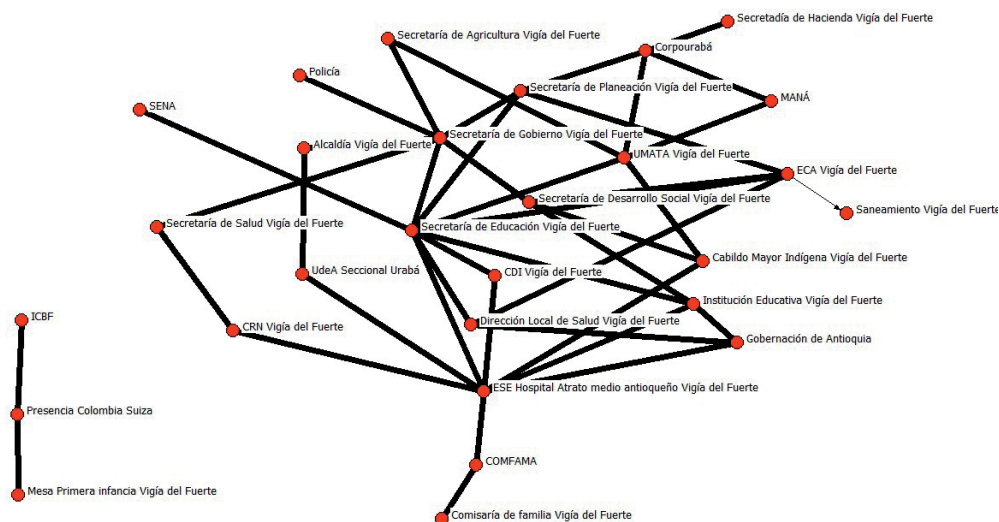 Secretadía de Hacienda Vigía del Fuerte
Secretaría de Agricultura Vigía del Fuerte
Corpourabá
Policía
Secretaría de Planeación Vigía del Fuerte
MANÁ
SENA
Secretaría de Gobierno Vigía del Fuerte
Alcaldía Vigía del Fuerte
UMATA Vigía del Fuerte
ECA Vigía del Fuerte
Secretaría de Desarrollo Social Vigía del Fuerte
Saneamiento Vigía del Fuerte
Secretaría de Salud Vigía del Fuerte
Secretaría de Educación Vigía del Fuerte
Cabildo Mayor Indígena Vigía del Fuerte
UdeA Seccional Urabá
CDI Vigía del Fuerte
Institución Educativa Vigía del Fuerte
ICBF
Dirección Local de Salud Vigía del Fuerte
CRN Vigía del Fuerte
Gobernación de Antioquia
ESE Hospital Atrato medio antioqueño Vigía del Fuerte
Presencia Colombia Suiza
COMFAMA
Mesa Primera infancia Vigía del Fuerte
Comisaría de familia Vigía del Fuerte